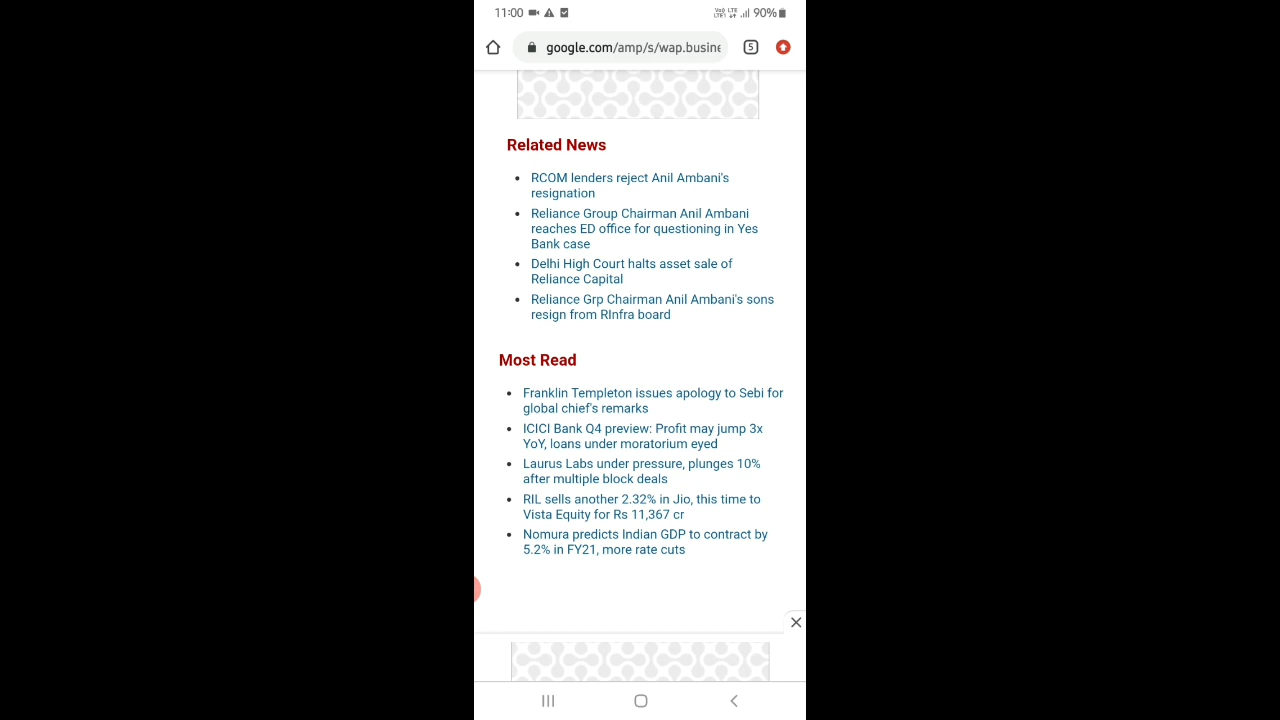 11:00 90%
google.com/amp/s/wap.busine 5
Related News
RCOM lenders reject Anil Ambani's
resignation
Reliance Group Chairman Anil Ambani
reaches ED office for questioning in Yes
Bank case
Delhi High Court halts asset sale of
Reliance Capital
Reliance Grp Chairman Anil Ambani's sons
resign from RInfra board
Most Read
Franklin Templeton issues apology to Sebi for
global chief's remarks
ICICI Bank Q4 preview: Profit may jump 3x
YoY, loans under moratorium eyed
Laurus Labs under pressure, plunges 10%
after multiple block deals
RIL sells another 2.32% in Jio, this time to
Vista Equity for Rs 11,367 cr
Nomura predicts Indian GDP to contract by
5.2% in FY21, more rate cuts